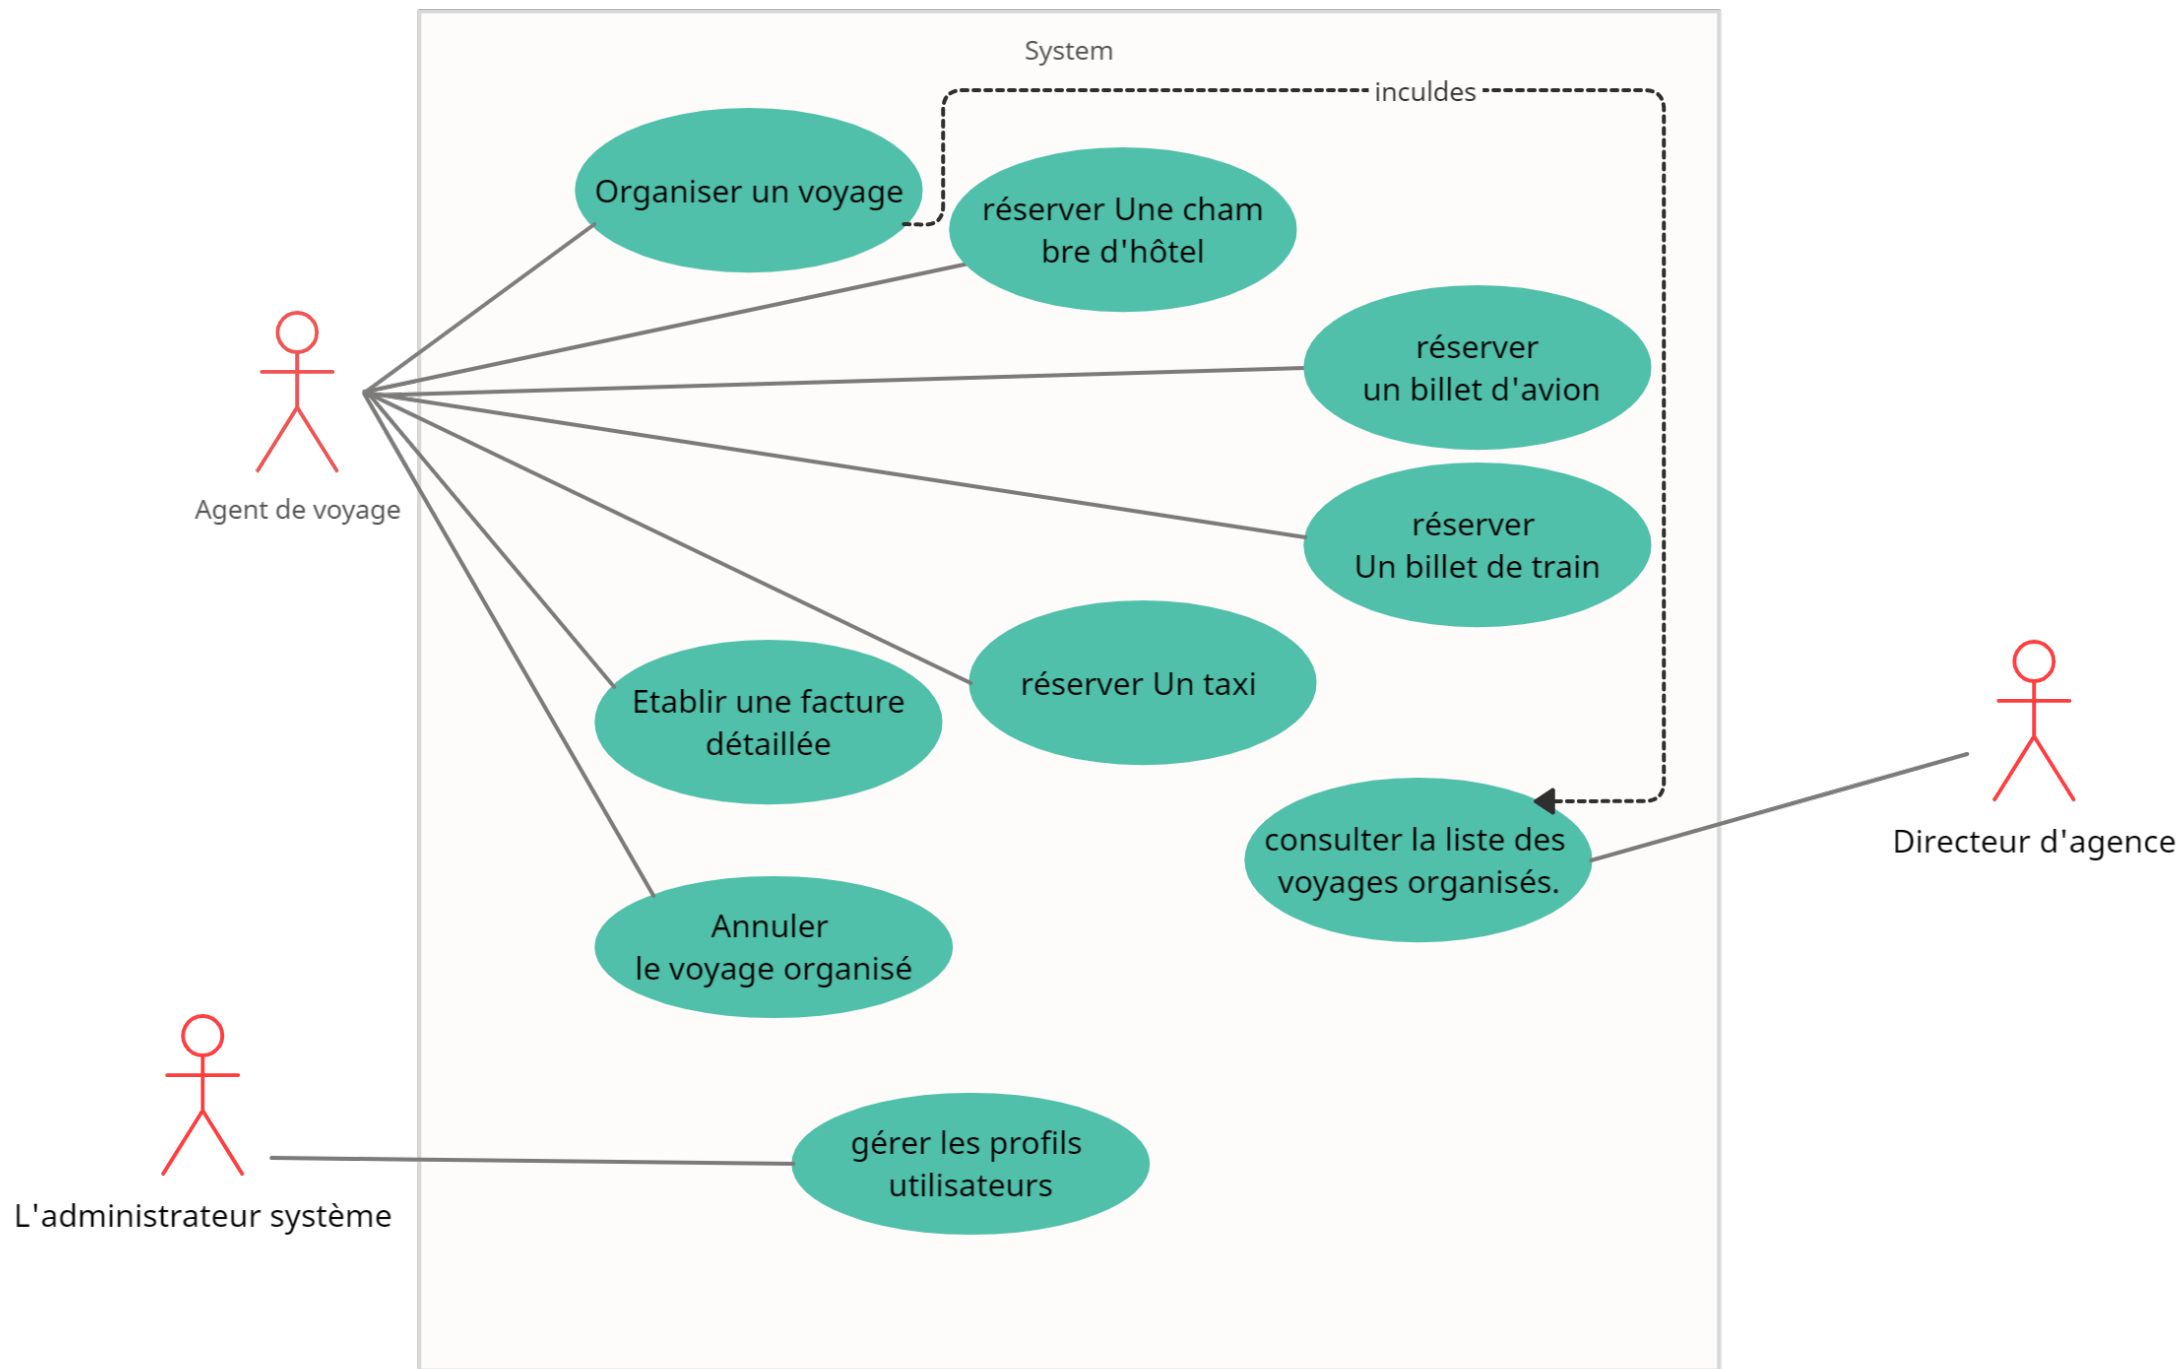 System
inculdes
Organiser un voyage
réserver Une cham
bre d'hôtel
réserver
un billet d'avion
Agent de voyage
réserver
Un billet de train
réserver Un taxi
Etablir une facture
détaillée
Directeur d'agence
consulter la liste des
voyages organisés.
Annuler
le voyage organisé
gérer les profils
utilisateurs
L'administrateur système